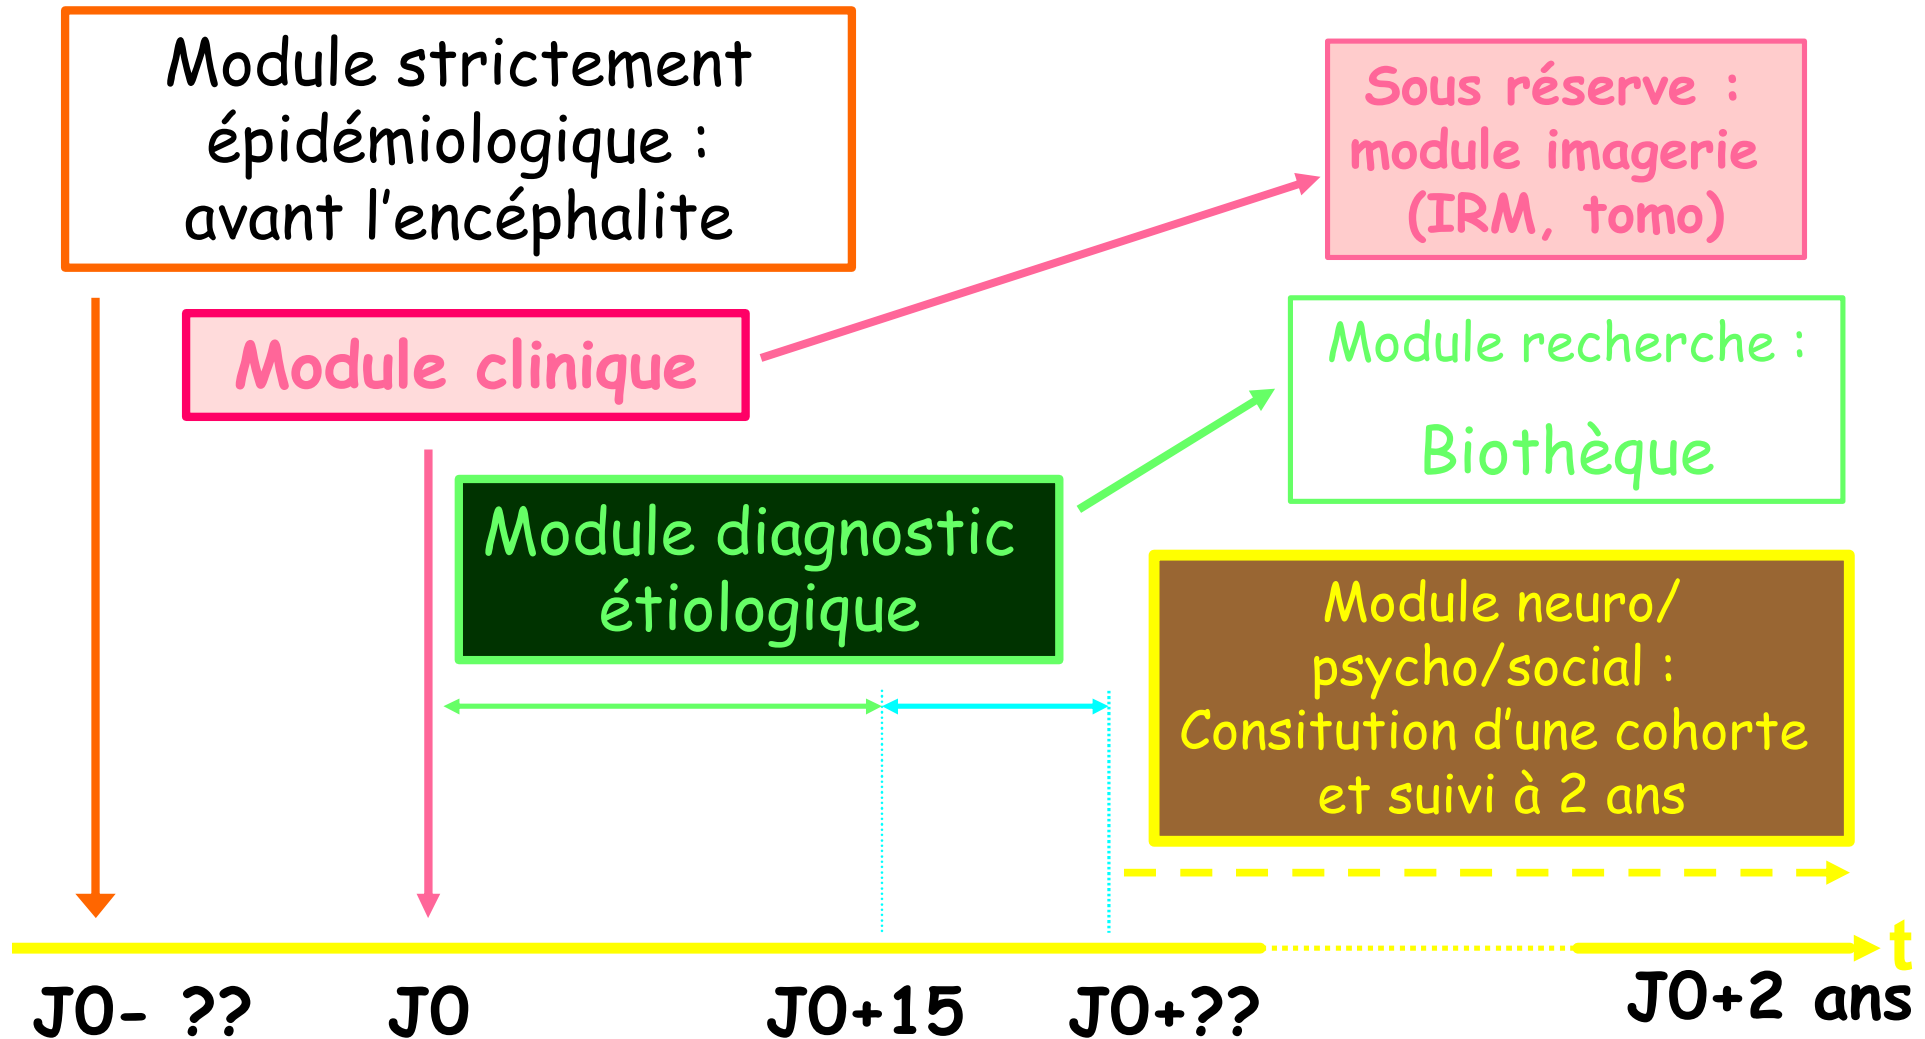 Module strictement
épidémiologique :
avant l’encéphalite
Sous réserve :
module imagerie
(IRM, tomo)
Module clinique
Module recherche :
Biothèque
Module diagnostic
étiologique
Module neuro/
psycho/social :
Consitution d’une cohorte
et suivi à 2 ans
t
J0- ??
J0
J0+15
J0+??
J0+2 ans